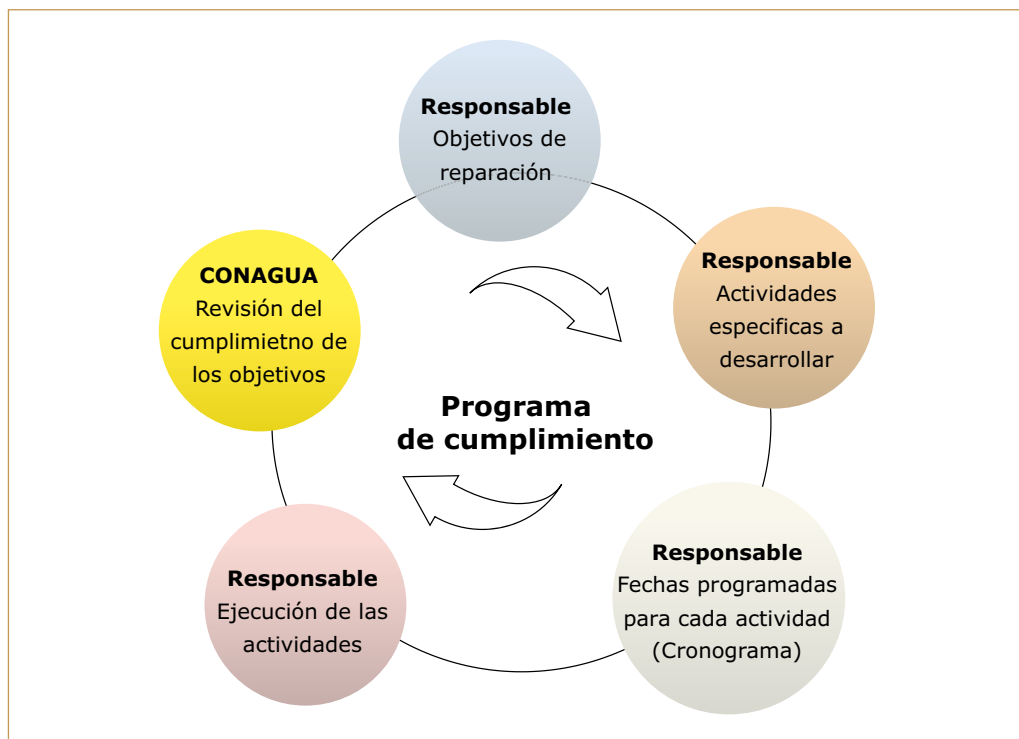 Responsable
Objetivos de
reparación
Responsable
Actividades
especificas a
desarrollar
Responsable
Fechas programadas
para cada actividad
(Cronograma)
Responsable
Ejecución de las
actividades
CONAGUA
Revisión del
cumplimietno de
los objetivos
Programa
de cumplimiento